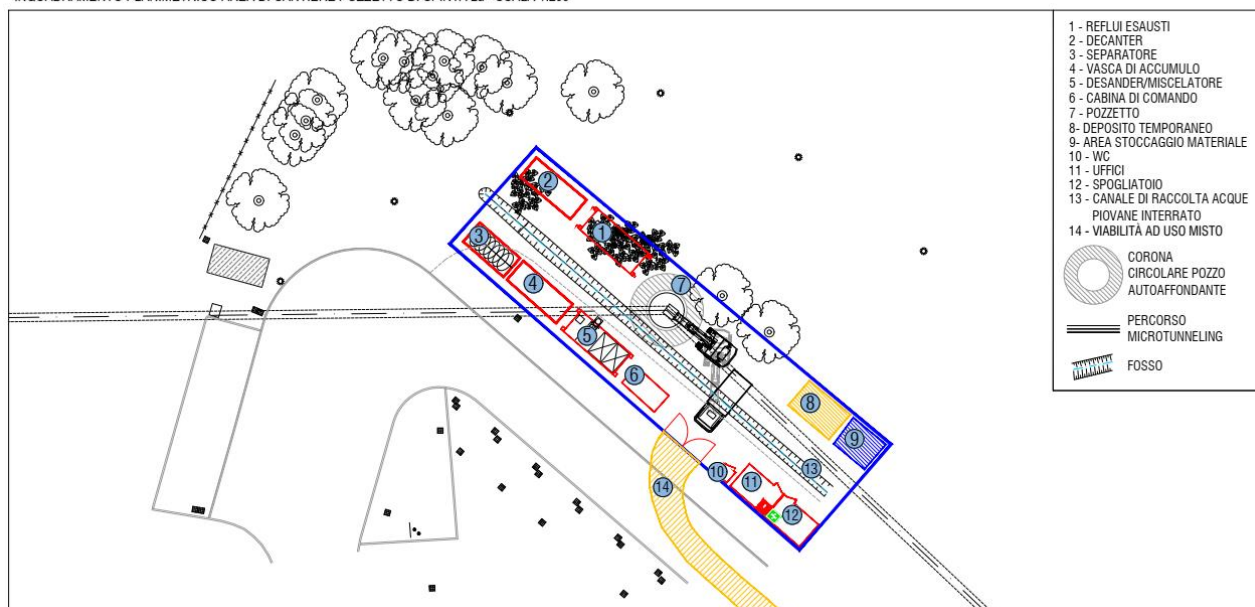 1 - REFLUI ESAUSTI
2 - DECANTER
3 - SEPARATORE
4 - VASCA DI ACCUMULO
5 - DESANDER/MISCELATORE
6 - CABINA DI COMANDO
7 - POZZETTO
8- DEPOSITO TEMPORANEO
9- AREA STOCCAGGIO MATERIALE
10 - WC
11 - UFFICI
12 - SPOGLIATOIO
13 - CANALE DI RACCOLTA ACQUE
PIOVANE INTERRATO
14 - VIABILITÀ AD USO MISTO
CORONA
CIRCOLARE POZZO
AUTOAFFONDANTE
PERCORSO
MICROTUNNELING
FOSSO
2
1
3
7
4
5
6
8
9
13
10
11
14
12